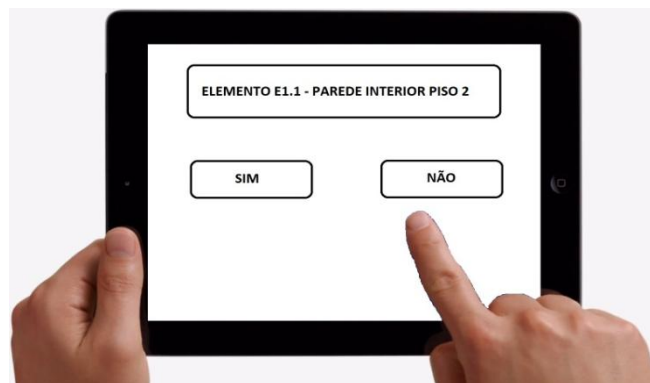 ELEMENTO E1.1 - PAREDE INTERIOR PISO 2
SIM
NÃO